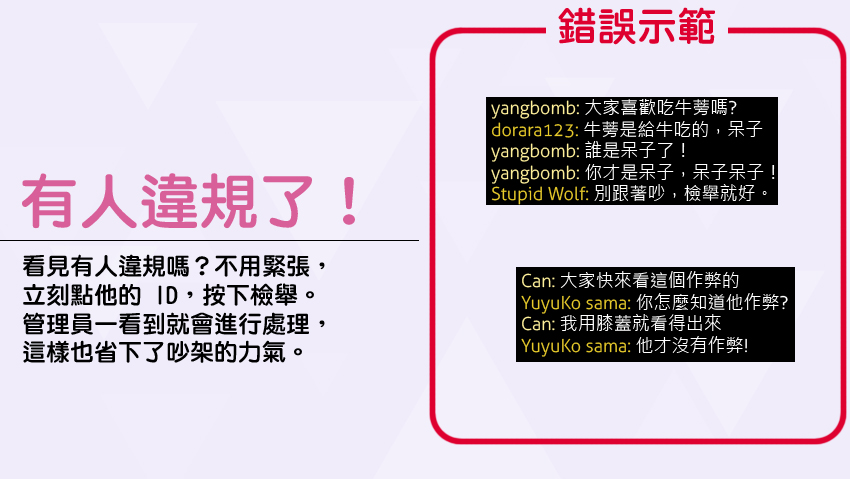 有人違規了！
看見有人違規嗎？不用緊張，
立刻點他的 ID，按下檢舉。
管理員一看到就會進行處理，
這樣也省下了吵架的力氣。
錯誤示範
yangbomb: 大家喜歡吃牛蒡嗎?
dorara123: 牛蒡是給牛吃的，呆子
yangbomb: 誰是呆子了！
yangbomb: 你才是呆子，呆子呆子！
Stupid Wolf: 別跟著吵，檢舉就好。
Can: 大家快來看這個作弊的
YuyuKo sama: 你怎麼知道他作弊?
Can: 我用膝蓋就看得出來
YuyuKo sama: 他才沒有作弊!